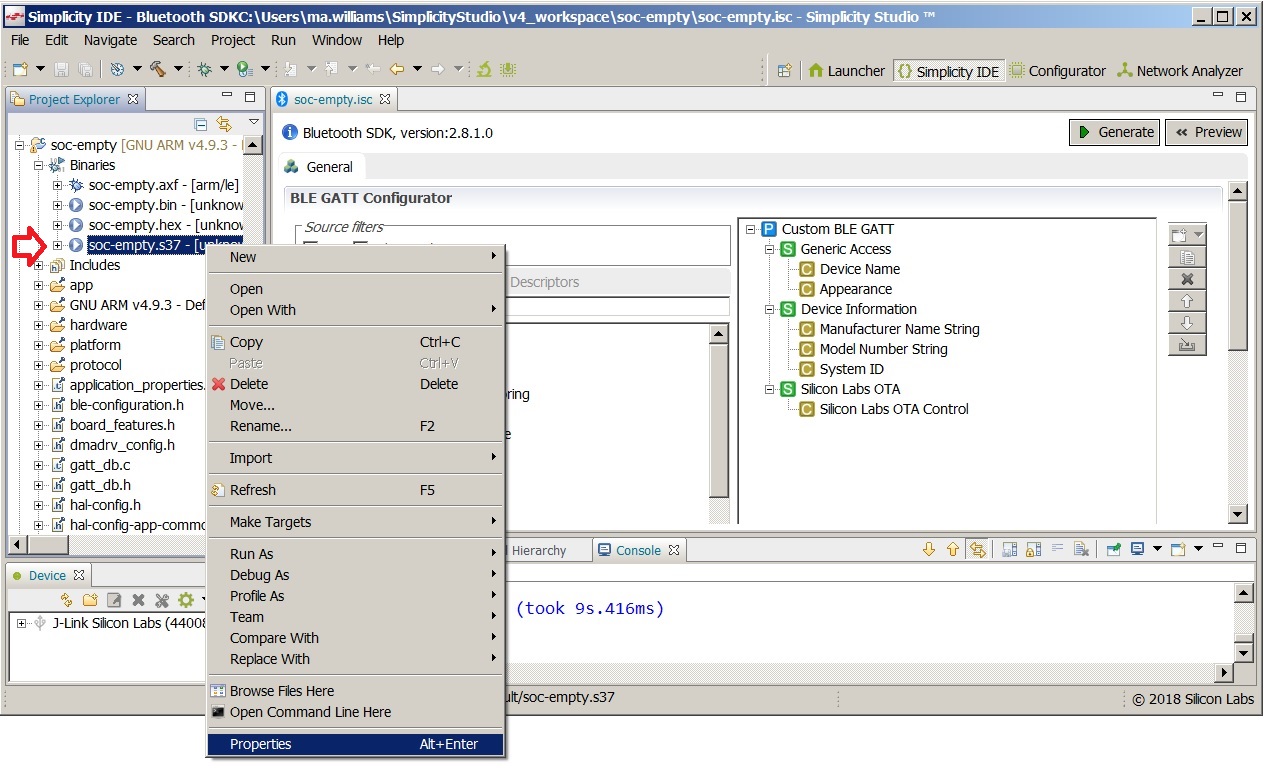 Simplicity IDE - Bluetooth SDKC:\Users\ma.williams\SimplicityStudio\v4_workspace\soc-empty\soc-empty.isc - Simplicity Studio ™
File Edit Navigate Search Project Run Window Help
Launcher Simplicity IDE Configurator Network Analyzer
Project Explorer
soc-empty [GNU ARM v4.9.3 -
Binaries
soc-empty.axf - [arm/le]
soc-empty.bin - [unknow
soc-empty.hex - [unknow
soc-empty.s37 - [unknow
Includes
app
GNU ARM v4.9.3 - Def
hardware
platform
protocol
application_properties.
ble-configuration.h
board_features.h
dmadrv_config.h
gatt_db.c
gatt_db.h
hal-config.h
hal-config-app-commo
New
Open
Open With
Copy Ctrl+C
Paste Ctrl+V
Delete Delete
Move...
Rename... F2
Import
Refresh F5
Make Targets
Run As
Debug As
Profile As
Team
Compare With
Replace With
Browse Files Here
Open Command Line Here
Properties Alt+Enter
soc-empty.isc
Bluetooth SDK, version:2.8.1.0
Generate Preview
General
BLE GATT Configurator
Source filters
Descriptors
ring
e
P Custom BLE GATT
S Generic Access
C Device Name
C Appearance
S Device Information
C Manufacturer Name String
C Model Number String
C System ID
S Silicon Labs OTA
C Silicon Labs OTA Control
Device
J-Link Silicon Labs (44008
Hierarchy Console
(took 9s.416ms)
ult/soc-empty.s37
© 2018 Silicon Labs